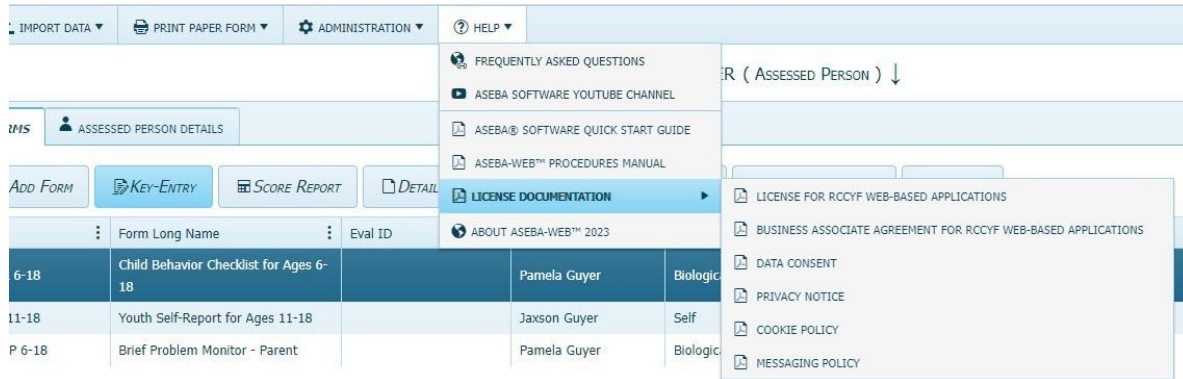 IMPORT DATA ▼ PRINT PAPER FORM ▼ ADMINISTRATION ▼ HELP ▼
FREQUENTLY ASKED QUESTIONS
ASEBA SOFTWARE YOUTUBE CHANNEL
ASEBA® SOFTWARE QUICK START GUIDE
ASEBA-WEB™ PROCEDURES MANUAL
LICENSE DOCUMENTATION
ABOUT ASEBA-WEB™ 2023
LICENSE FOR RCCYF WEB-BASED APPLICATIONS
BUSINESS ASSOCIATE AGREEMENT FOR RCCYF WEB-BASED APPLICATIONS
DATA CONSENT
PRIVACY NOTICE
COOKIE POLICY
MESSAGING POLICY
R ( ASSESSED PERSON ) ↓
RMS ASSESSED PERSON DETAILS
ADD FORM KEY-ENTRY SCORE REPORT DETAIL
Form Long Name Eval ID
6-18 Child Behavior Checklist for Ages 6-
18 Pamela Guyer Biologic
11-18 Youth Self-Report for Ages 11-18 Jaxson Guyer Self
P 6-18 Brief Problem Monitor - Parent Pamela Guyer Biologic